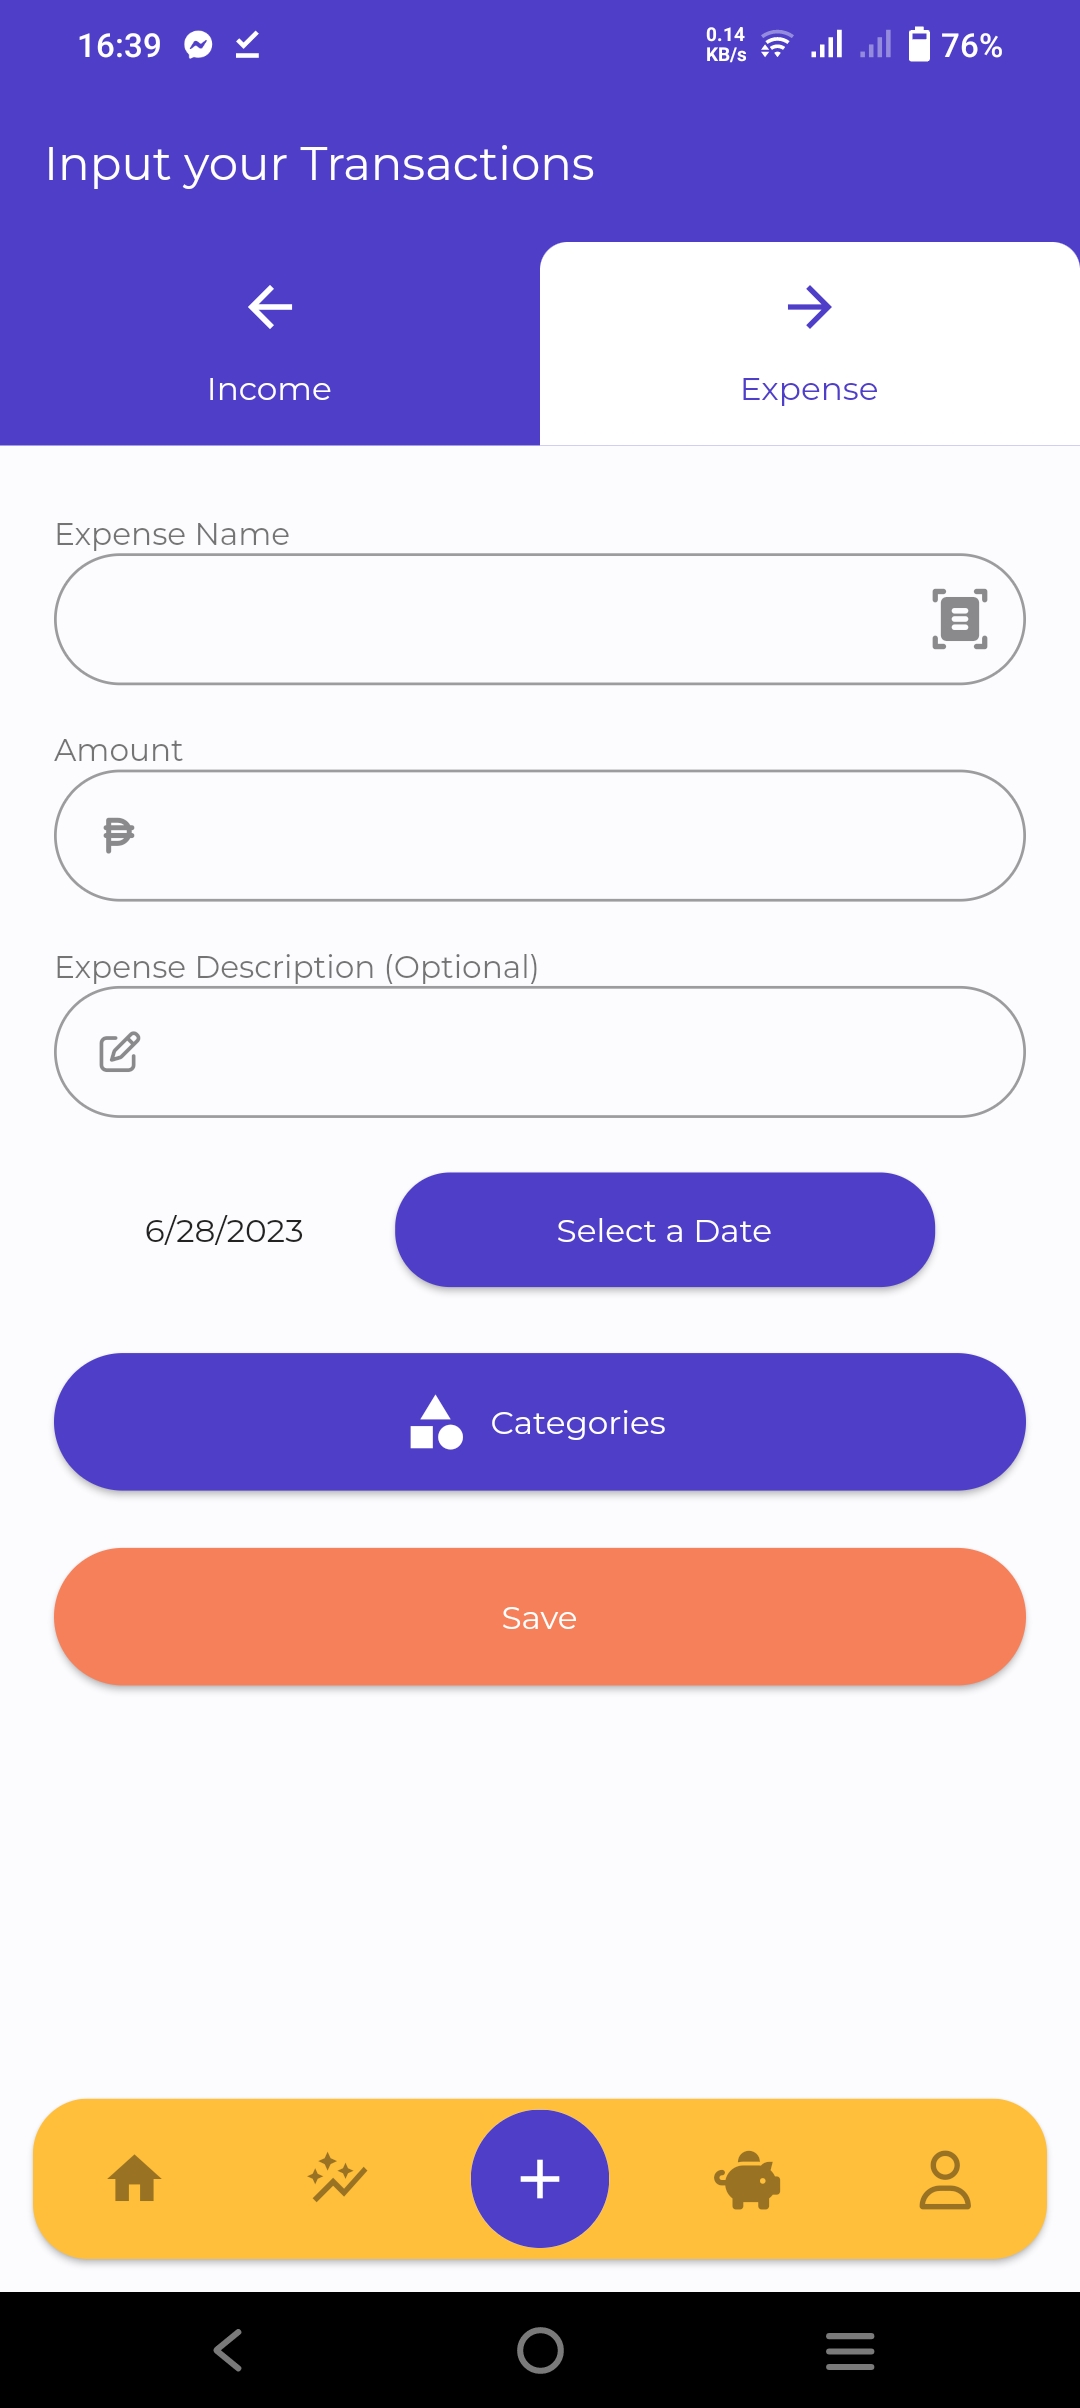 16:39
0.14
KB/s
76%
Input your Transactions
Income
Expense
Expense Name
Amount
₱
Expense Description (Optional)
6/28/2023
Select a Date
Categories
Save